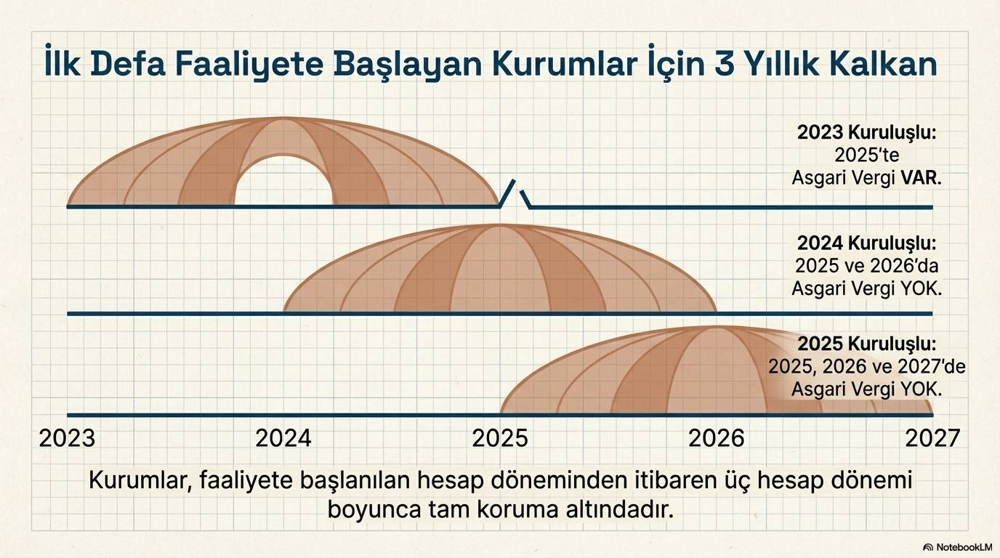 İlk Defa Faaliyete Başlayan Kurumlar İçin 3 Yıllık Kalkan
2023 Kuruluşlu:
2025'te
Asgari Vergi VAR.
2024 Kuruluşlu:
2025 ve 2026'da
Asgari Vergi YOK.
2025 Kuruluşlu:
2025, 2026 ve 2027'de
Asgari Vergi YOK.
2023 2024 2025 2026 2027
Kurumlar, faaliyete başlanılan hesap döneminden itibaren üç hesap dönemi
boyunca tam koruma altındadır.
NotebookLM